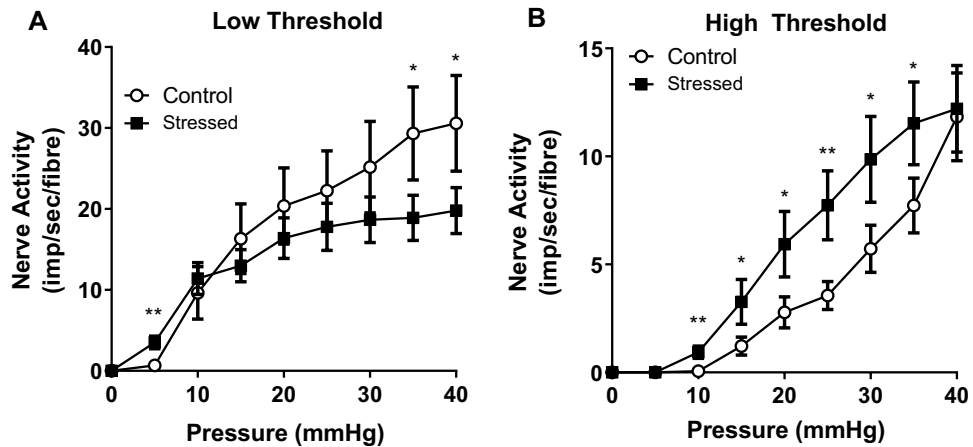 A
Low Threshold
Nerve Activity
(imp/sec/fibre)
40
30
20
10
0
Control
Stressed
**
*
*
0
10
20
30
40
Pressure (mmHg)
B
High Threshold
Nerve Activity
(imp/sec/fibre)
15
10
5
0
Control
Stressed
**
*
*
**
*
*
0
10
20
30
40
Pressure (mmHg)